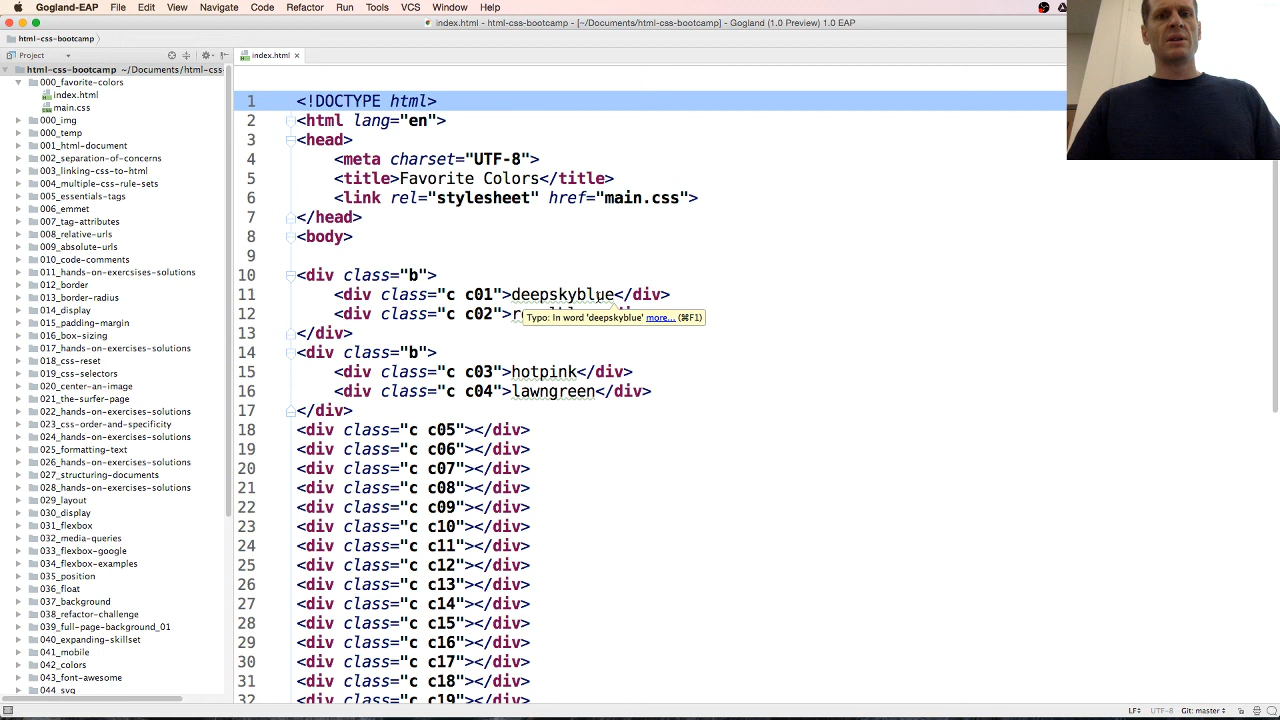 Gogland-EAP File Edit View Navigate Code Refactor Run Tools VCS Window Help
index.html - html-css-bootcamp - [~/Documents/html-css-bootcamp] - Gogland (1.0 Preview) 1.0 EAP
html-css-bootcamp
Project
index.html
html-css-bootcamp ~/Documents/html-css
000_favorite-colors
index.html
main.css
000_img
000_temp
001_html-document
002_separation-of-concerns
003_linking-css-to-html
004_multiple-css-rule-sets
005_essentials-tags
006_emmet
007_tag-attributes
008_relative-urls
009_absolute-urls
010_code-comments
011_hands-on-exercsises-solutions
012_border
013_border-radius
014_display
015_padding-margin
016_box-sizing
017_hands-on-exercises-solutions
018_css-reset
019_css-selectors
020_center-an-image
021_the-surfer-page
022_hands-on-exercises-solutions
023_css-order-and-specificity
024_hands-on-exercises-solutions
025_formatting-text
026_hands-on-exercises-solutions
027_structuring-documents
028_hands-on-exercises-solutions
029_layout
030_display
031_flexbox
032_media-queries
033_flexbox-google
034_flexbox-examples
035_position
036_float
037_background
038_refactor-challenge
039_full-page-background_01
040_expanding-skillset
041_mobile
042_colors
043_font-awesome
044_svg
1 <!DOCTYPE html>
2 <html lang="en">
3 <head>
4 <meta charset="UTF-8">
5 <title>Favorite Colors</title>
6 <link rel="stylesheet" href="main.css">
7 </head>
8 <body>
9
10 <div class="b">
11 <div class="c c01">deepskyblue</div>
12 <div class="c c02">
Typo: In word 'deepskyblue' more... (⌘F1)
13 </div>
14 <div class="b">
15 <div class="c c03">hotpink</div>
16 <div class="c c04">lawngreen</div>
17 </div>
18 <div class="c c05"></div>
19 <div class="c c06"></div>
20 <div class="c c07"></div>
21 <div class="c c08"></div>
22 <div class="c c09"></div>
23 <div class="c c10"></div>
24 <div class="c c11"></div>
25 <div class="c c12"></div>
26 <div class="c c13"></div>
27 <div class="c c14"></div>
28 <div class="c c15"></div>
29 <div class="c c16"></div>
30 <div class="c c17"></div>
31 <div class="c c18"></div>
32 <div class="c c19"></div>
LF UTF-8 Git: master